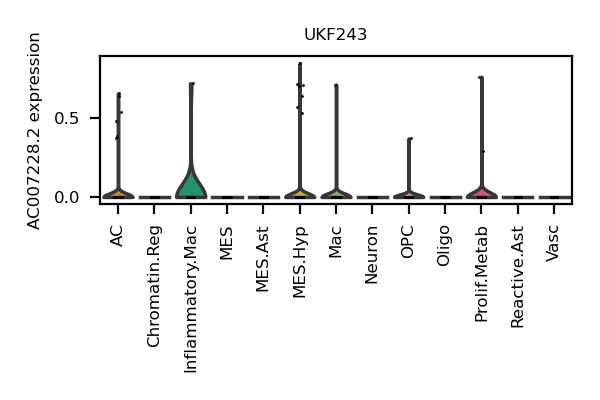 UKF243
AC007228.2 expression
0.5
0.0
AC
Chromatin.Reg
Inflammatory.Mac
MES
MES.Ast
MES.Hyp
Mac
Neuron
OPC
Oligo
Prolif.Metab
Reactive.Ast
Vasc